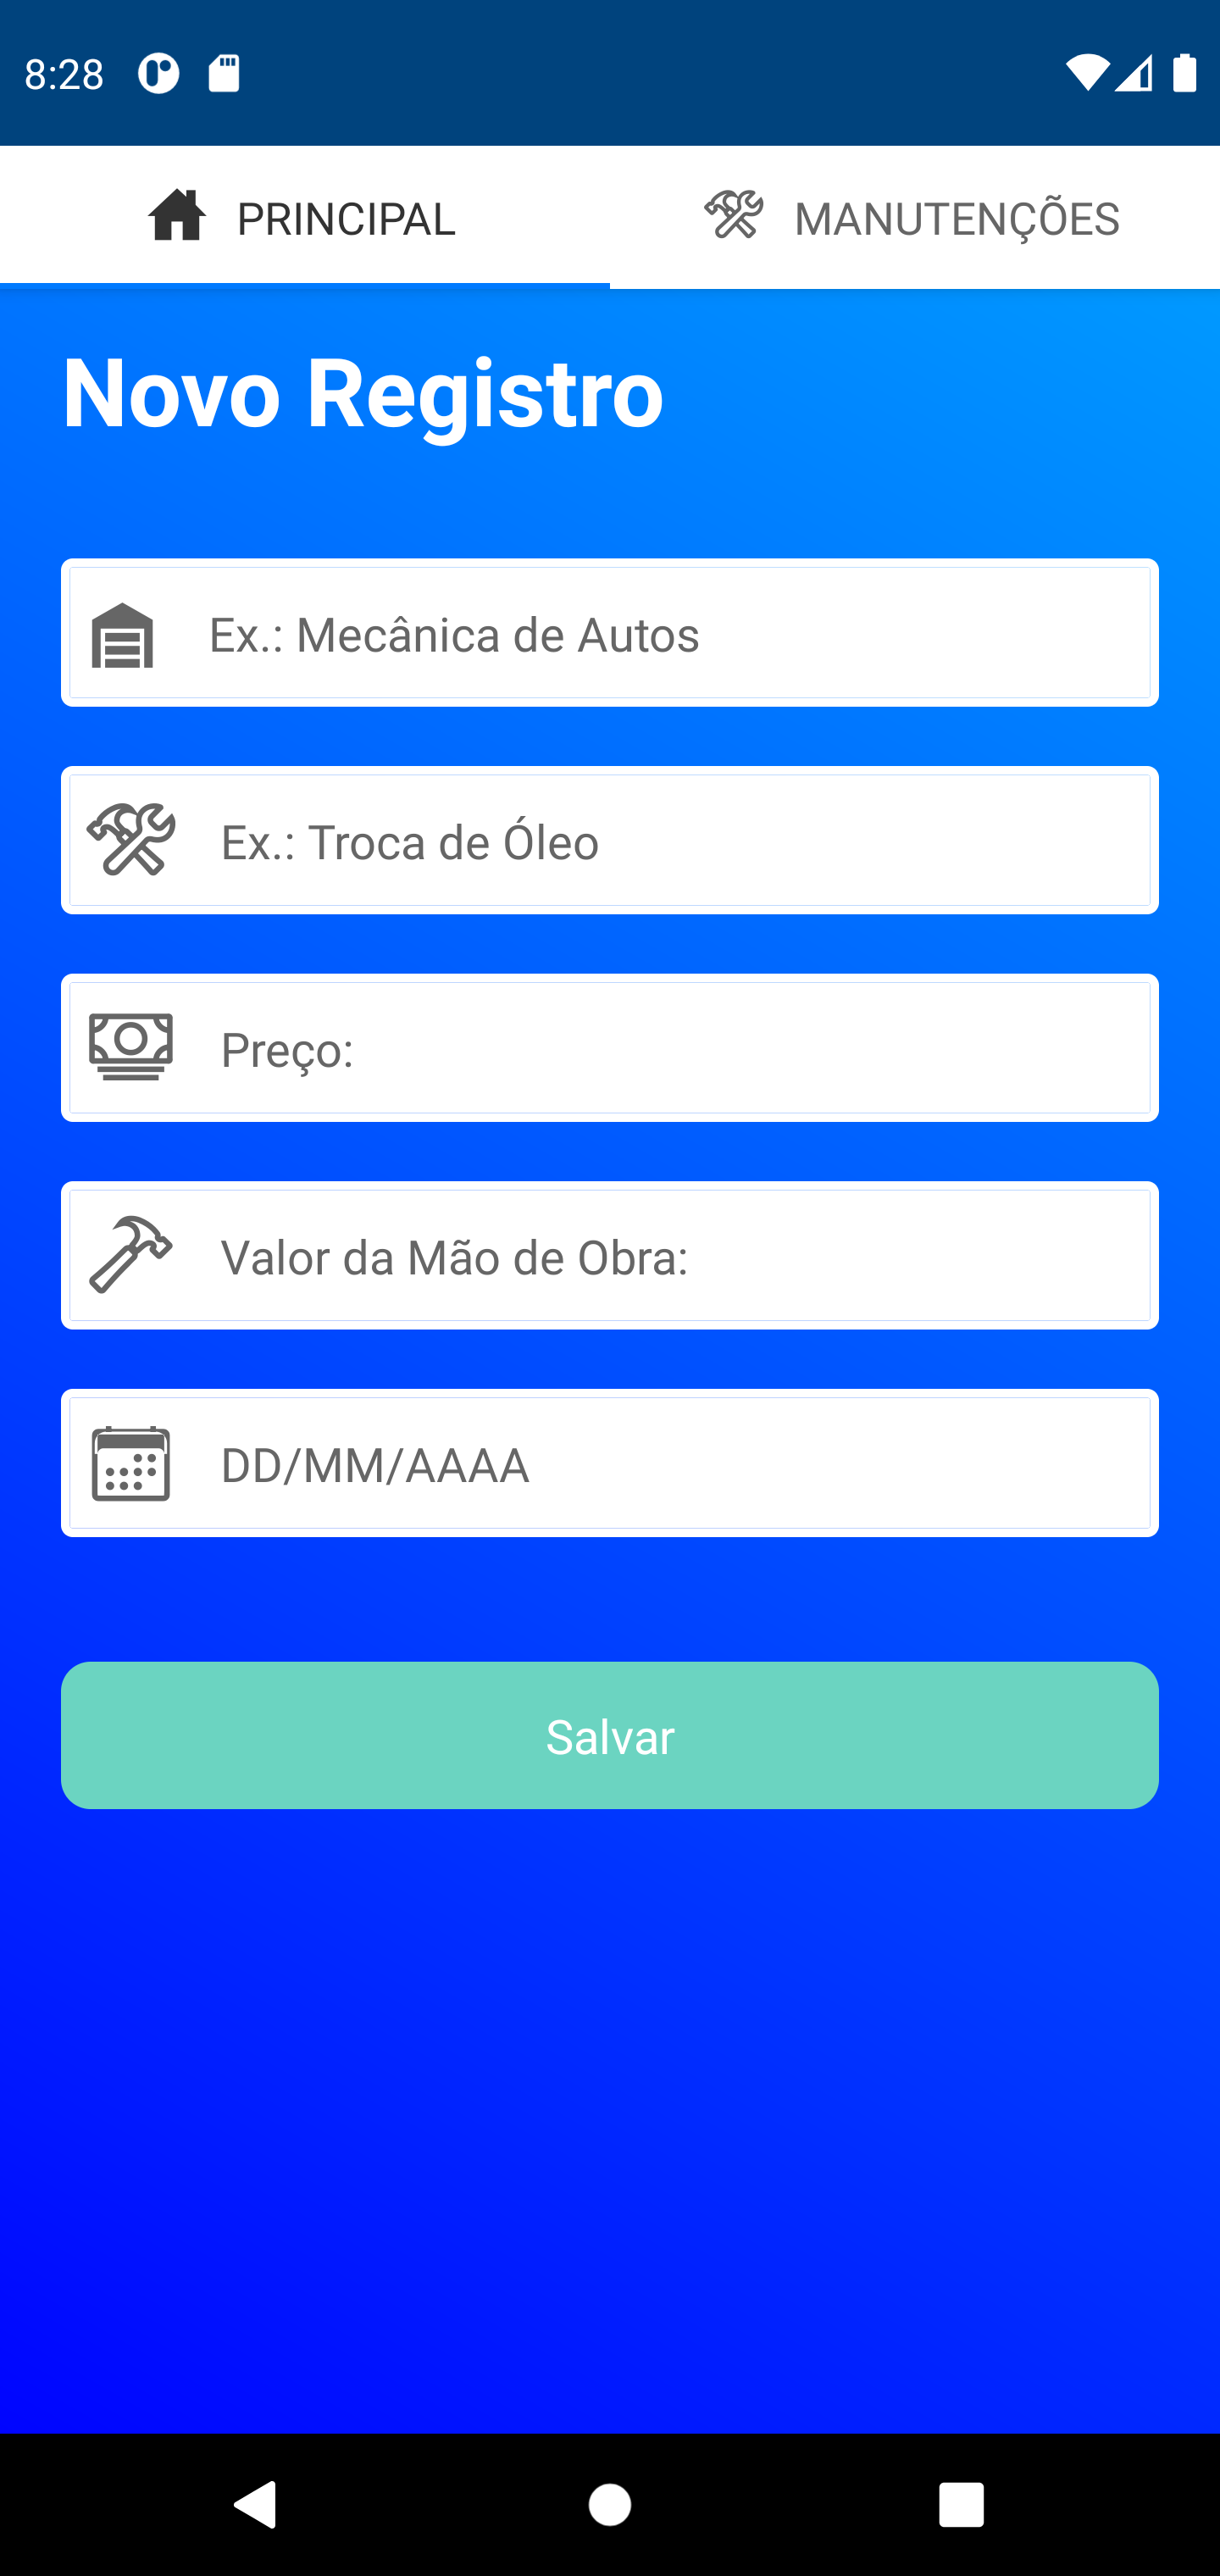 8:28
PRINCIPAL
MANUTENÇÕES
Novo Registro
Ex.: Mecânica de Autos
Ex.: Troca de Óleo
Preço:
Valor da Mão de Obra:
DD/MM/AAAA
Salvar